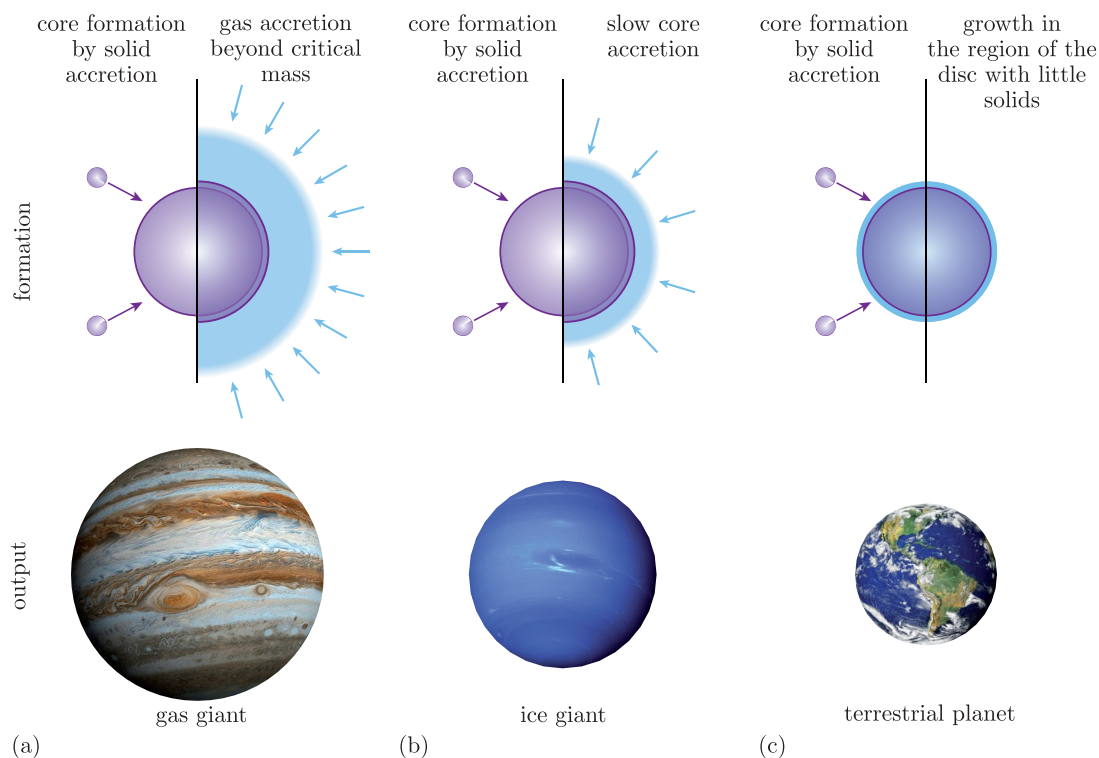 core formation
by solid
accretion
gas accretion
beyond critical
mass
core formation
by solid
accretion
slow core
accretion
core formation
by solid
accretion
growth in
the region of the
disc with little
solids
formation
output
gas giant
ice giant
terrestrial planet
(a)
(b)
(c)